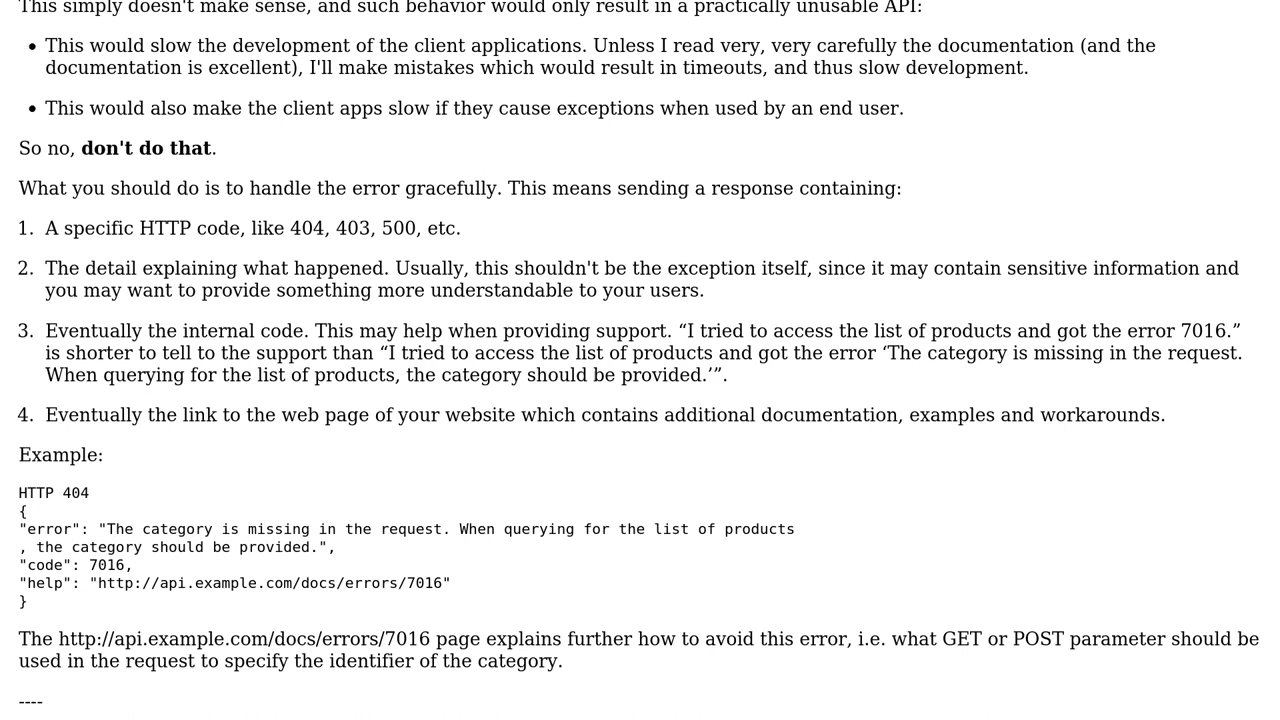 This simply doesn't make sense, and such behavior would only result in a practically unusable API:
• This would slow the development of the client applications. Unless I read very, very carefully the documentation (and the
documentation is excellent), I'll make mistakes which would result in timeouts, and thus slow development.
• This would also make the client apps slow if they cause exceptions when used by an end user.
So no, don't do that.
What you should do is to handle the error gracefully. This means sending a response containing:
1. A specific HTTP code, like 404, 403, 500, etc.
2. The detail explaining what happened. Usually, this shouldn't be the exception itself, since it may contain sensitive information and
you may want to provide something more understandable to your users.
3. Eventually the internal code. This may help when providing support. “I tried to access the list of products and got the error 7016.”
is shorter to tell to the support than “I tried to access the list of products and got the error ‘The category is missing in the request.
When querying for the list of products, the category should be provided.’”.
4. Eventually the link to the web page of your website which contains additional documentation, examples and workarounds.
Example:
HTTP 404
{
"error": "The category is missing in the request. When querying for the list of products
, the category should be provided.",
"code": 7016,
"help": "http://api.example.com/docs/errors/7016"
}
The http://api.example.com/docs/errors/7016 page explains further how to avoid this error, i.e. what GET or POST parameter should be
used in the request to specify the identifier of the category.
----